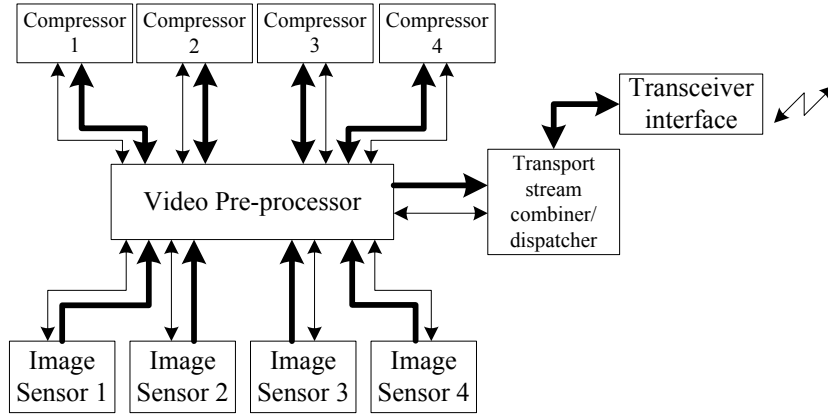 Compressor
1
Compressor
2
Compressor
3
Compressor
4
Transceiver
interface
Video Pre-processor
Transport
stream
combiner/
dispatcher
Image
Sensor 1
Image
Sensor 2
Image
Sensor 3
Image
Sensor 4